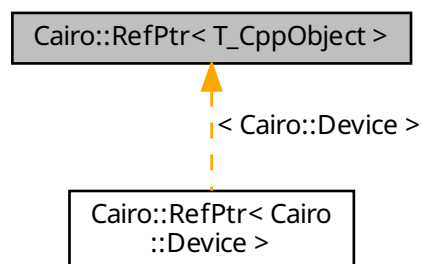 Cairo::RefPtr< T_CppObject >
< Cairo::Device >
Cairo::RefPtr< Cairo
::Device >